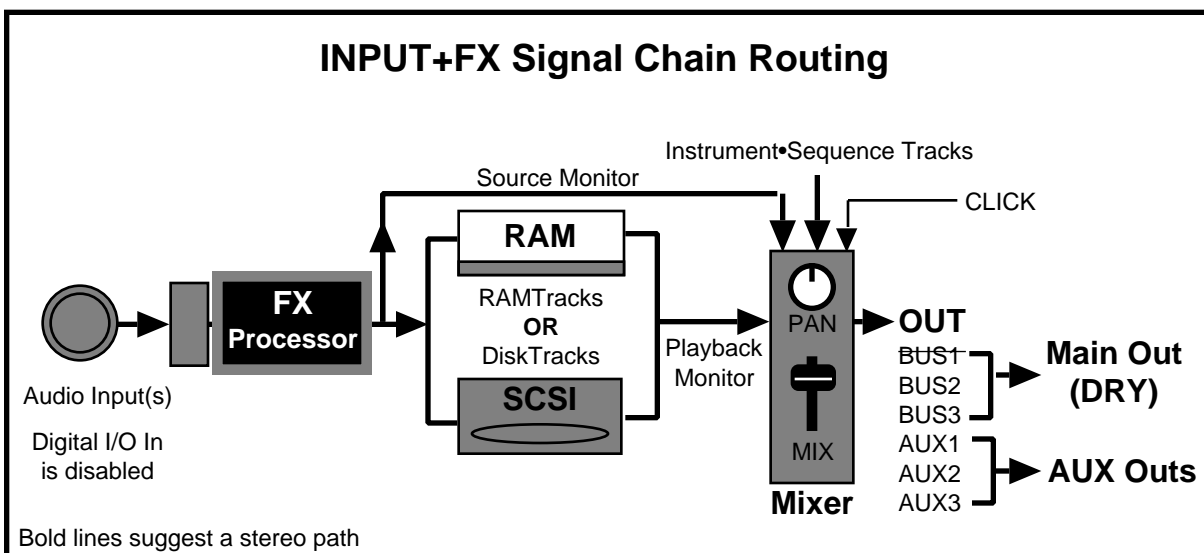 INPUT+FX Signal Chain Routing
Instrument•Sequence Tracks
Source Monitor
CLICK
RAM
FX
Processor
RAMTracks
OR
DiskTracks
PAN
OUT
Playback
Monitor
BUS1
BUS2
BUS3
Main Out
(DRY)
Audio Input(s)
SCSI
Digital I/O In
is disabled
MIX
AUX1
AUX2
AUX3
AUX Outs
Mixer
Bold lines suggest a stereo path